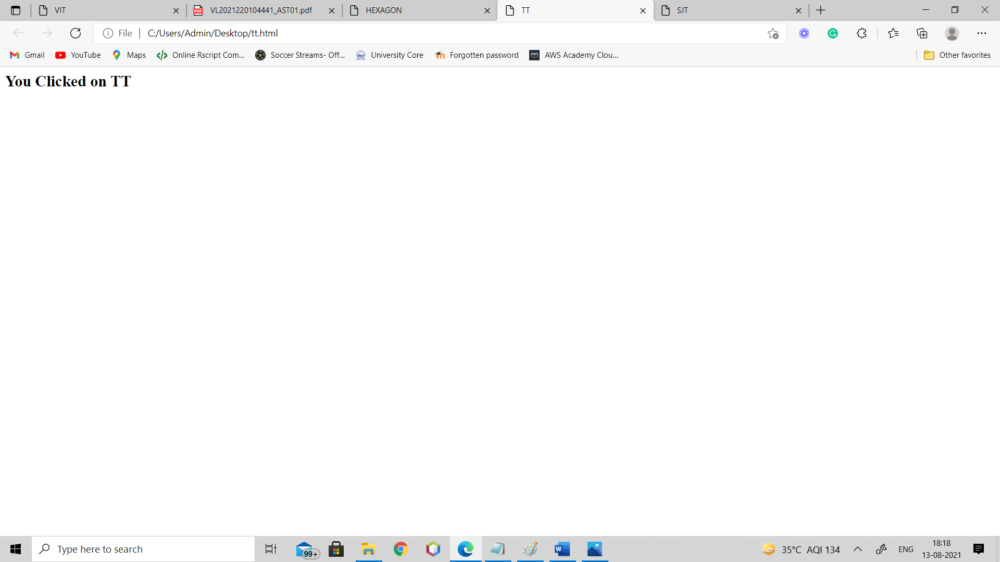 VIT
VL2021220104441_AST01.pdf
HEXAGON
TT
SJT
File
C:/Users/Admin/Desktop/tt.html
Gmail
YouTube
Maps
Online Rscript Com...
Soccer Streams- Off...
University Core
Forgotten password
aws
AWS Academy Clou...
Other favorites
You Clicked on TT
Type here to search
99+
35°C AQI 134
ENG
18:18
13-08-2021